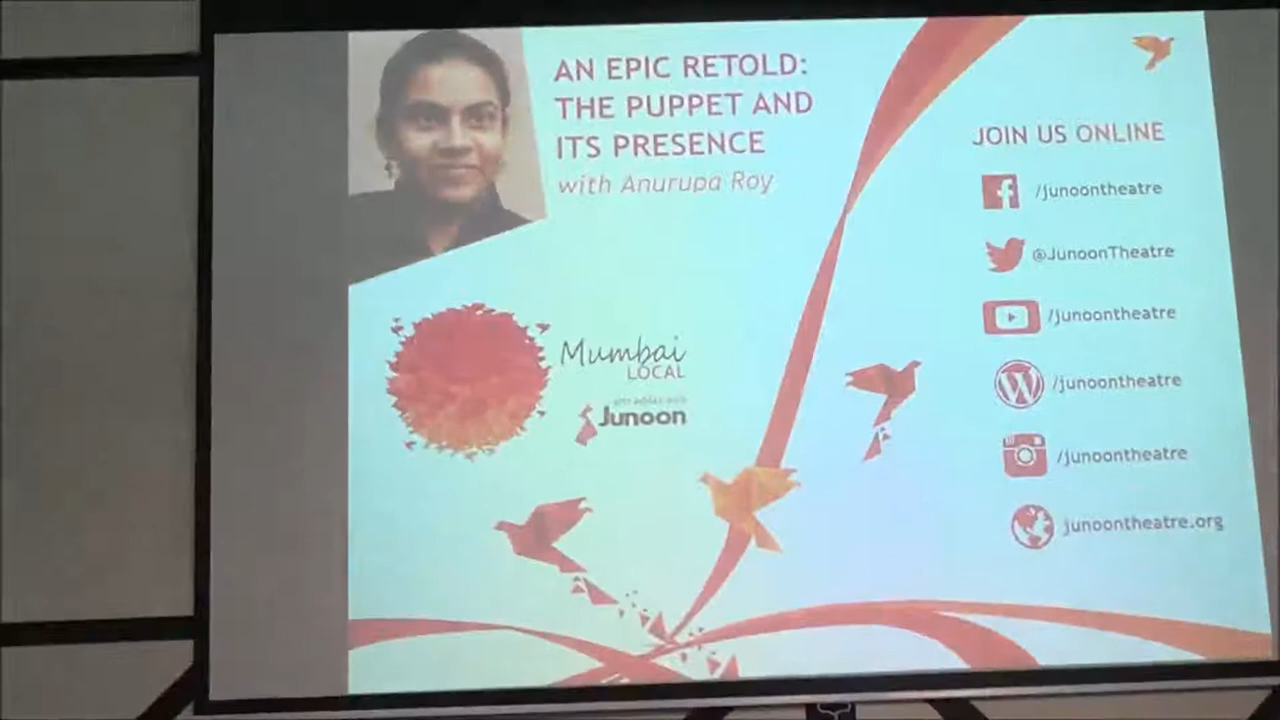 AN EPIC RETOLD:
THE PUPPET AND
ITS PRESENCE
with Anurupa Roy
Mumbai
LOCAL
Junoon
JOIN US ONLINE
/junoontheatre
@JunoonTheatre
/junoontheatre
/junoontheatre
/junoontheatre
junoontheatre.org